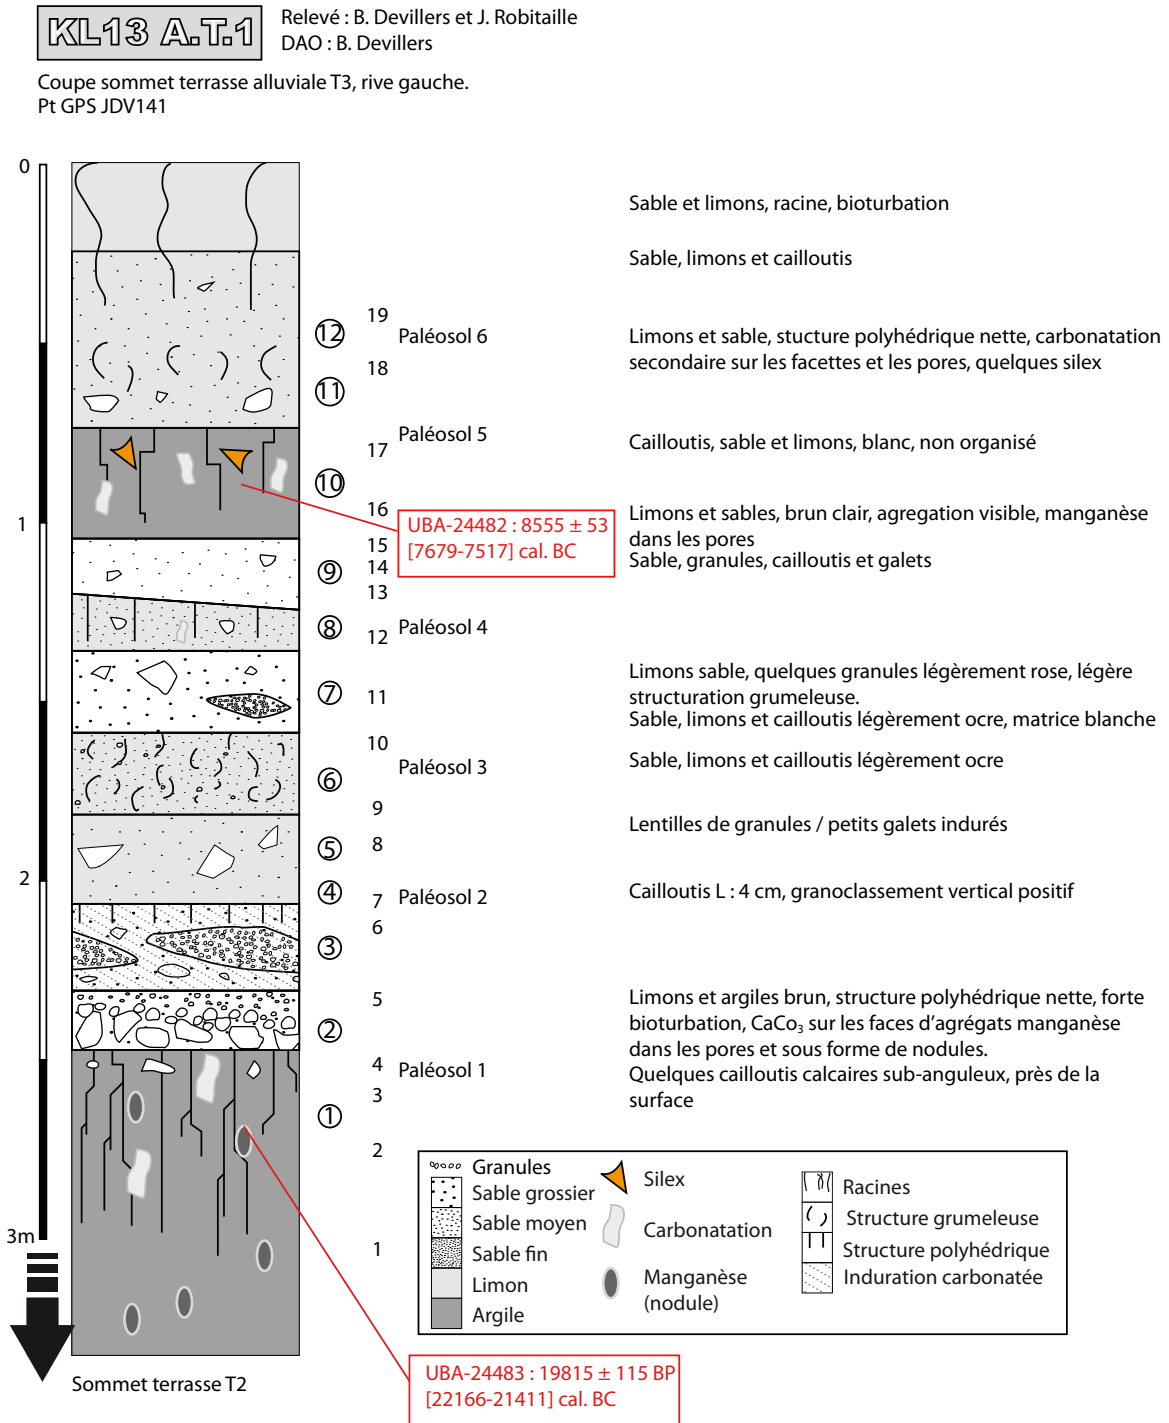 KL13 A.T.1
Relevé : B. Devillers et J. Robitaille
DAO : B. Devillers
Coupe sommet terrasse alluviale T3, rive gauche.
Pt GPS JDV141
0
Sable et limons, racine, bioturbation
Sable, limons et cailloutis
19
12
Paléosol 6
Limons et sable, stucture polyhédrique nette, carbonatation
secondaire sur les facettes et les pores, quelques silex
18
11
Paléosol 5
Cailloutis, sable et limons, blanc, non organisé
17
10
16
1
UBA-24482 : 8555 ± 53
[7679-7517] cal. BC
Limons et sables, brun clair, agregation visible, manganèse
dans les pores
Sable, granules, cailloutis et galets
15
14
9
13
8
12
Paléosol 4
Limons sable, quelques granules légèrement rose, légère
structuration grumeleuse.
7
11
Sable, limons et cailloutis légèrement ocre, matrice blanche
10
Sable, limons et cailloutis légèrement ocre
Paléosol 3
6
9
Lentilles de granules / petits galets indurés
5
8
2
4
7
Paléosol 2
Cailloutis L : 4 cm, granoclassement vertical positif
6
3
5
Limons et argiles brun, structure polyhédrique nette, forte
bioturbation, CaCo₃ sur les faces d'agrégats manganèse
dans les pores et sous forme de nodules.
2
4
Paléosol 1
Quelques cailloutis calcaires sub-anguleux, près de la
surface
3
1
2
3m
1
Granules
Sable grossier
Sable moyen
Sable fin
Limon
Argile
Silex
Carbonatation
Manganèse
(nodule)
Racines
Structure grumeleuse
Structure polyhédrique
Induration carbonatée
Sommet terrasse T2
UBA-24483 : 19815 ± 115 BP
[22166-21411] cal. BC